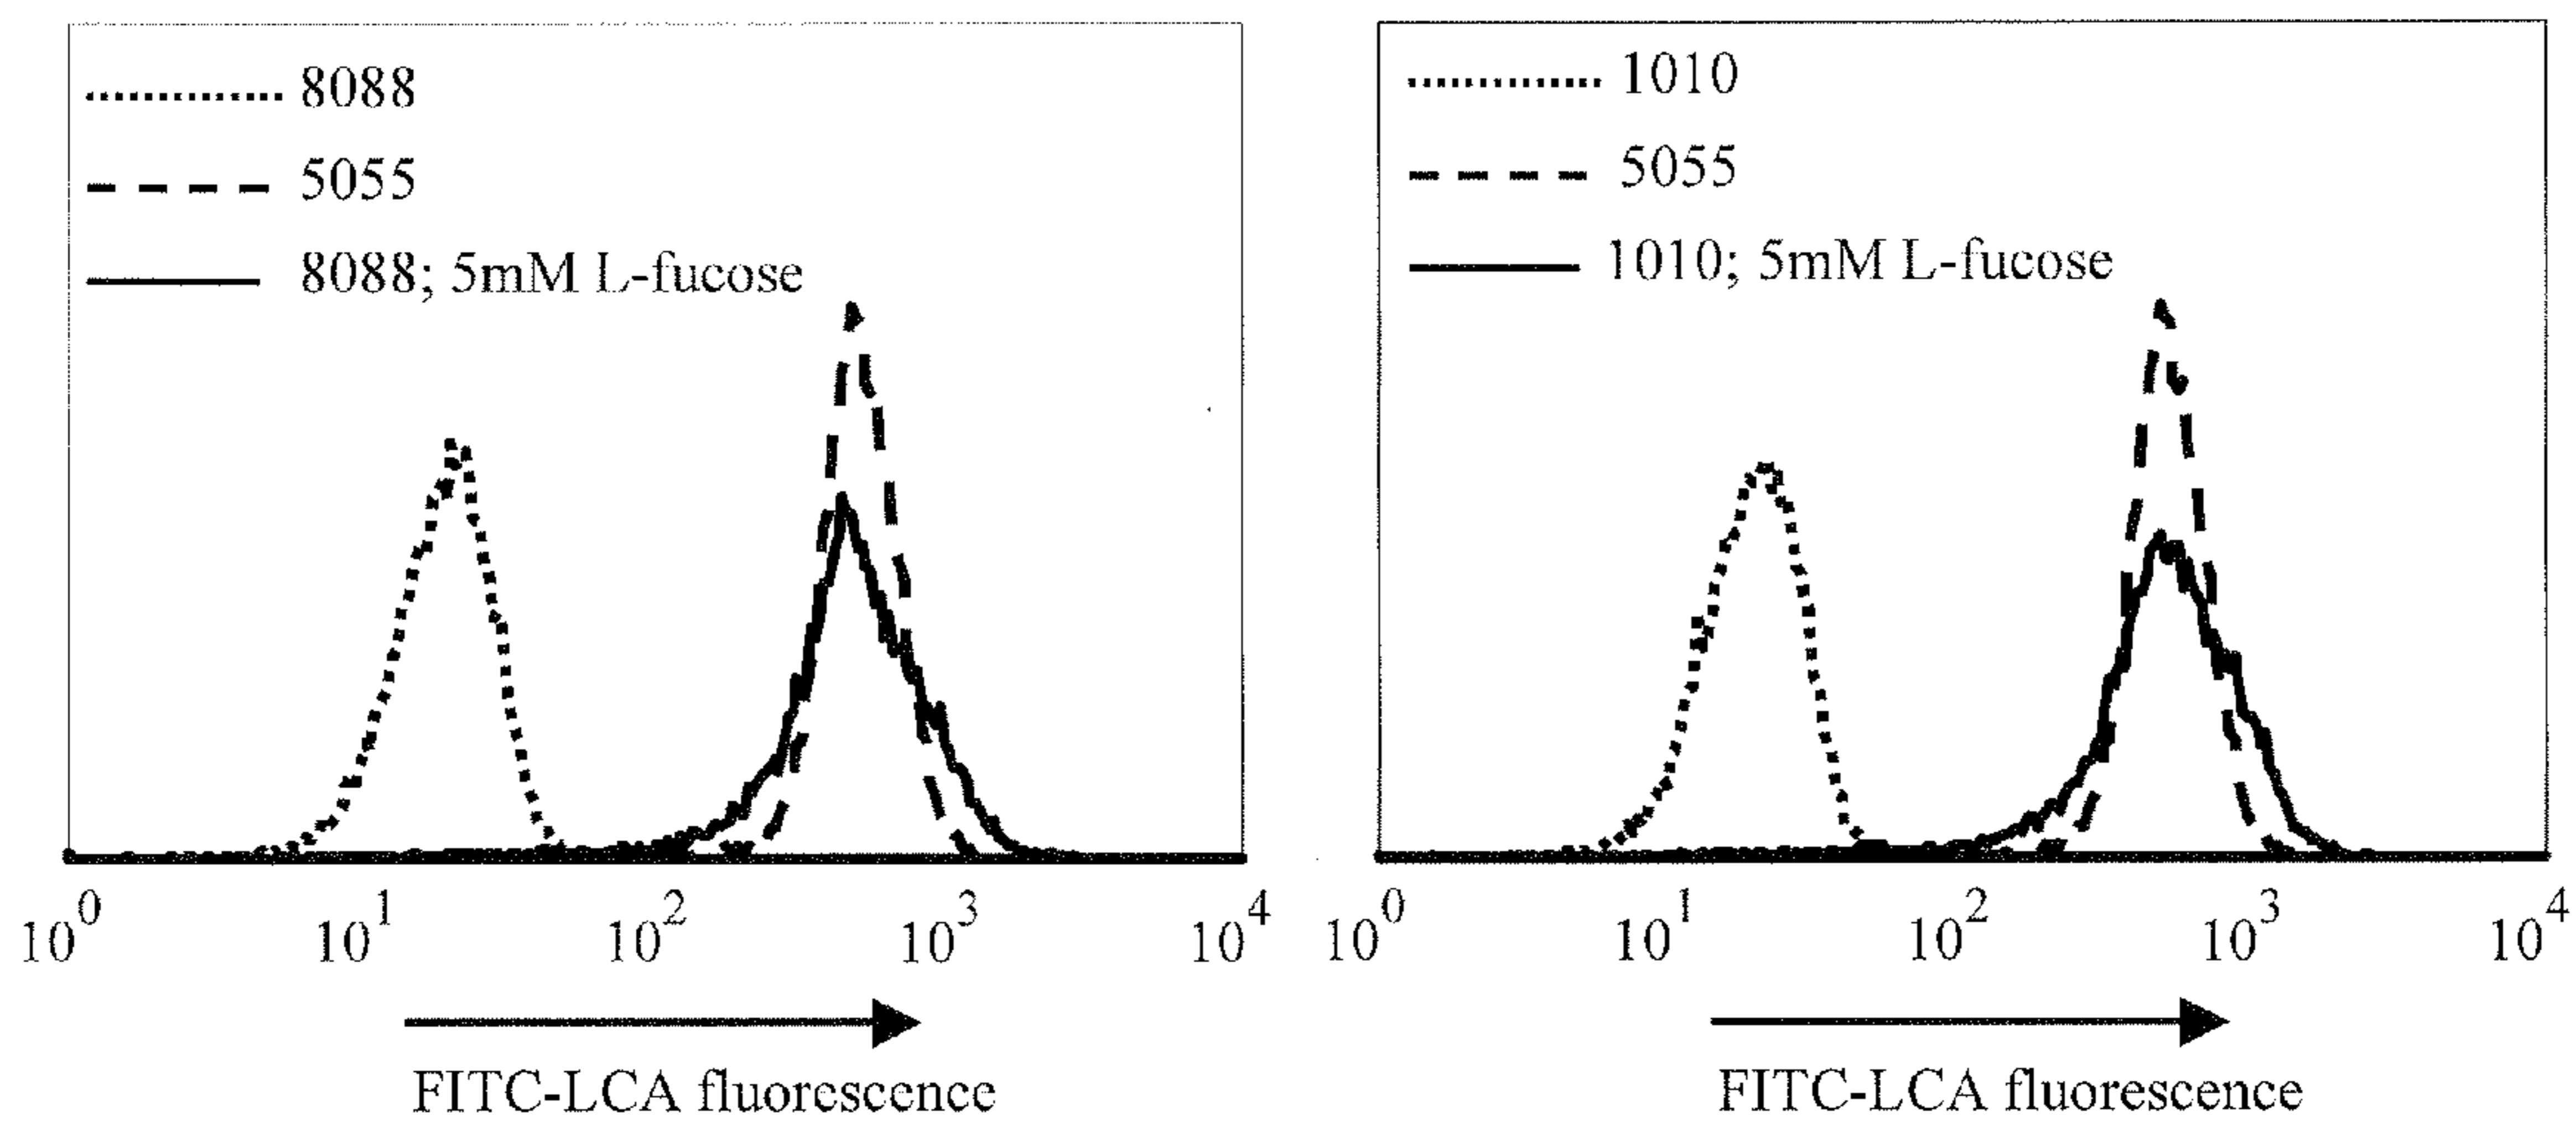 8088
5055
8088; 5mM L-fucose
10^0 10^1 10^2 10^3 10^4
FITC-LCA fluorescence
1010
5055
1010; 5mM L-fucose
10^0 10^1 10^2 10^3 10^4
FITC-LCA fluorescence